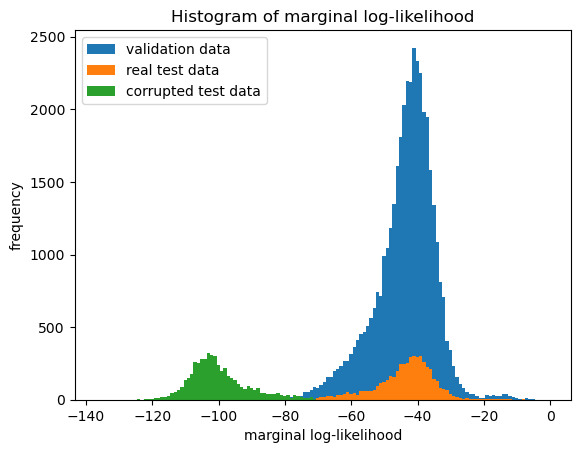 Histogram of marginal log-likelihood
validation data
real test data
corrupted test data
2500
2000
1500
1000
500
0
frequency
−140 −120 −100 −80 −60 −40 −20 0
marginal log-likelihood